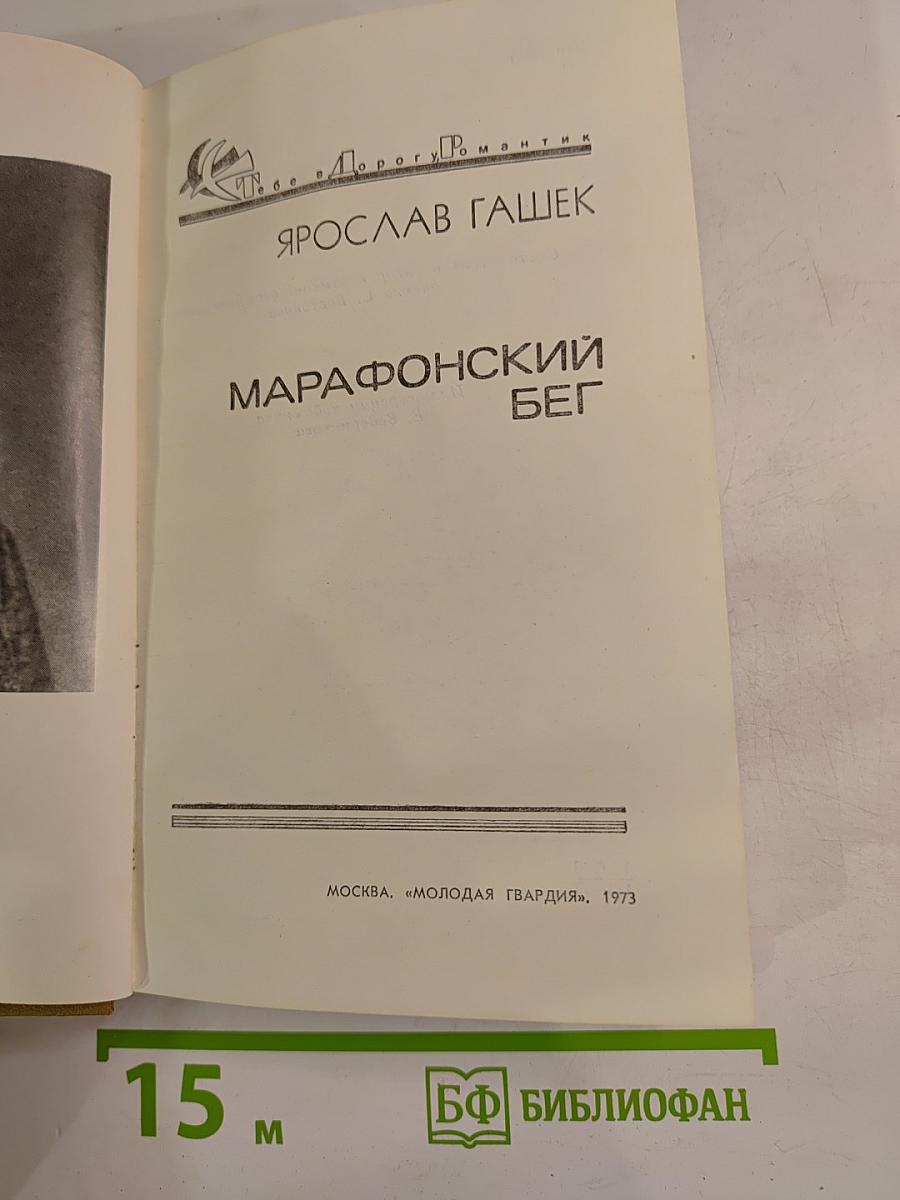 Тебе в Дорогу, Романтик
ЯРОСЛАВ ГАШЕК
МАРАФОНСКИЙ
БЕГ
МОСКВА. «МОЛОДАЯ ГВАРДИЯ». 1973
15 м
БФ БИБЛИОФАН